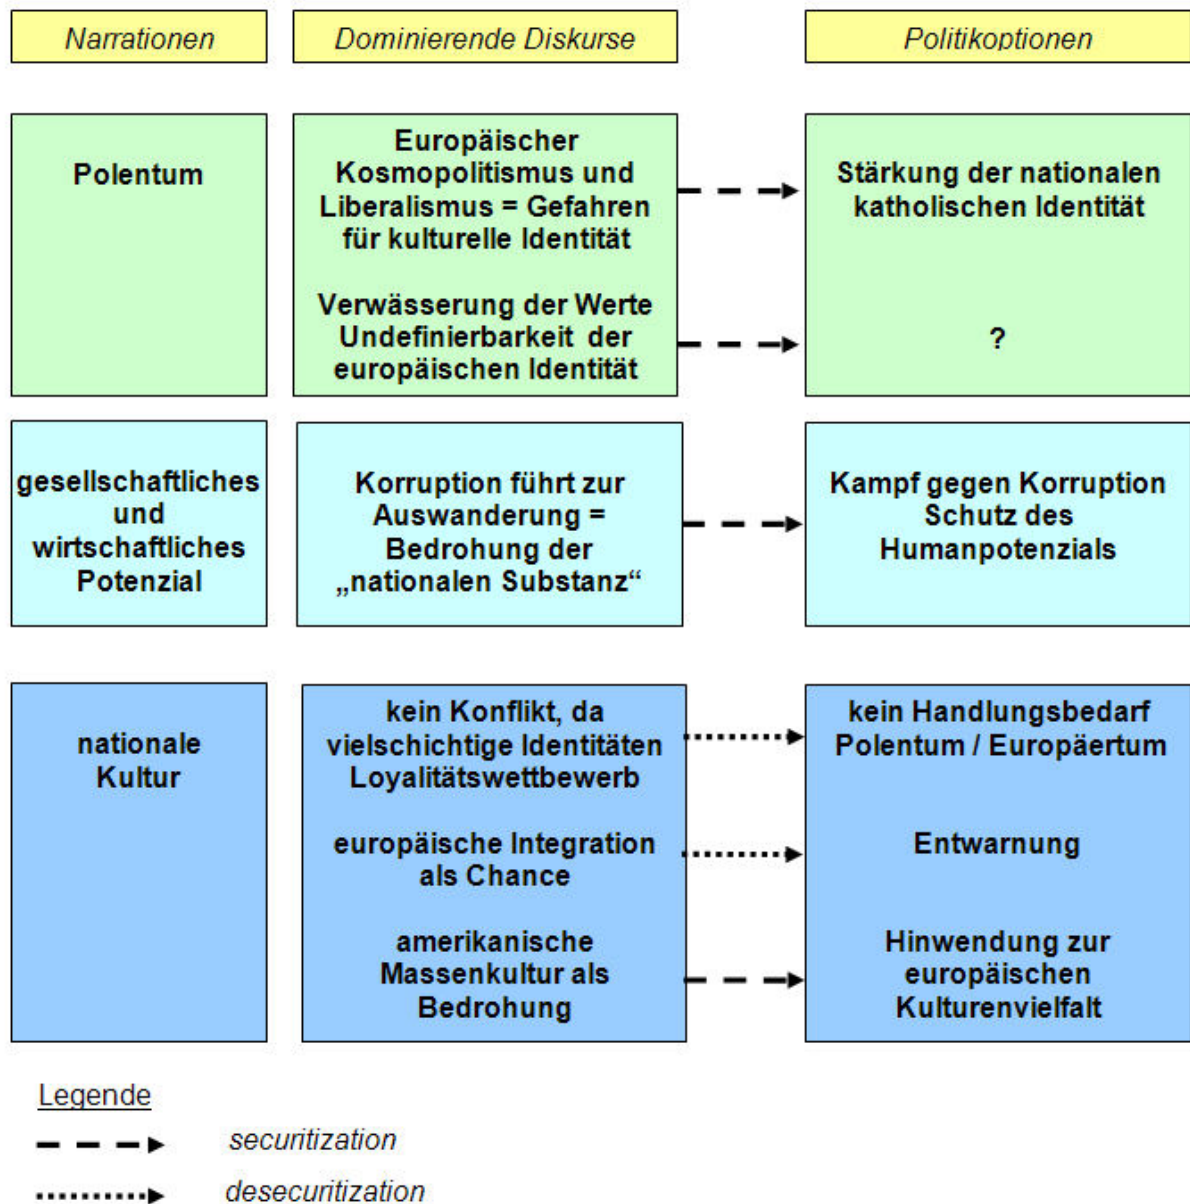 Narrationen
Dominierende Diskurse
Politikoptionen
Polentum
Europäischer
Kosmopolitismus und
Liberalismus = Gefahren
für kulturelle Identität
Verwässerung der Werte
Undefinierbarkeit der
europäischen Identität
Stärkung der nationalen
katholischen Identität
?
gesellschaftliches
und
wirtschaftliches
Potenzial
Korruption führt zur
Auswanderung =
Bedrohung der
„nationalen Substanz“
Kampf gegen Korruption
Schutz des
Humanpotenzials
nationale
Kultur
kein Konflikt, da
vielschichtige Identitäten
Loyalitätswettbewerb
europäische Integration
als Chance
amerikanische
Massenkultur als
Bedrohung
kein Handlungsbedarf
Polentum / Europäertum
Entwarnung
Hinwendung zur
europäischen
Kulturenvielfalt
Legende
securitization
desecuritization